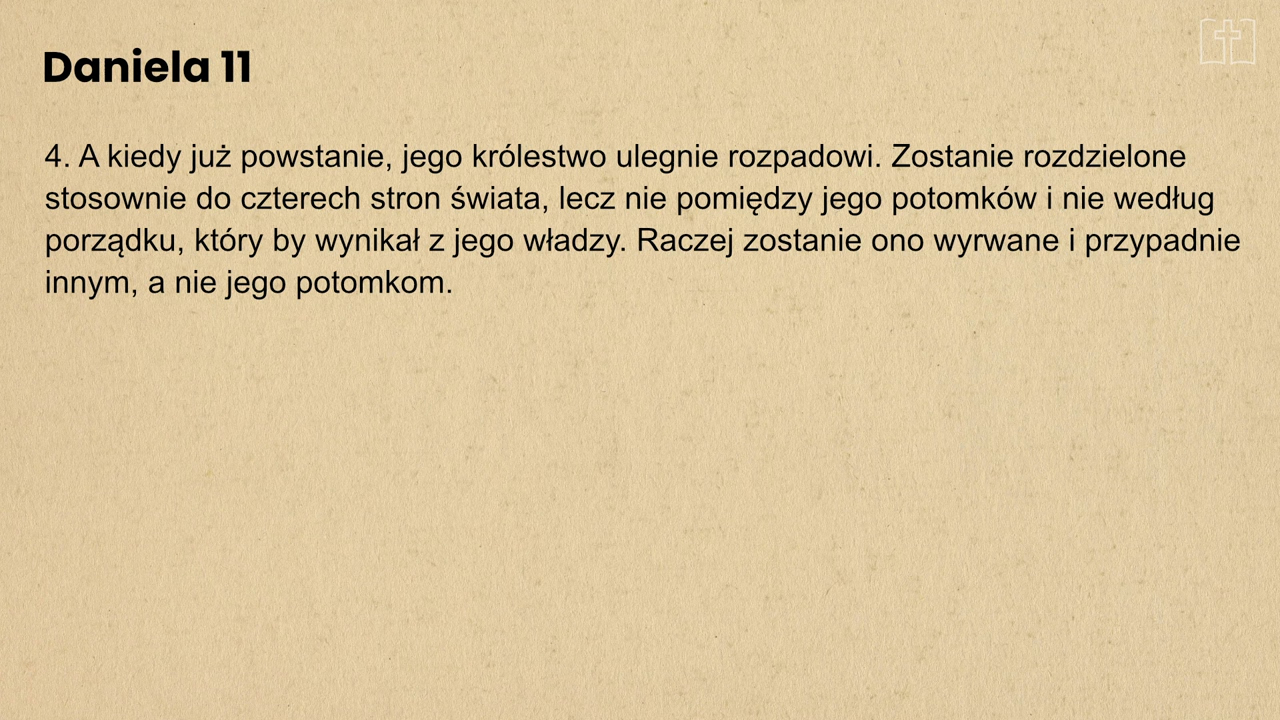 Daniela 11
4. A kiedy już powstanie, jego królestwo ulegnie rozpadowi. Zostanie rozdzielone
stosownie do czterech stron świata, lecz nie pomiędzy jego potomków i nie według
porządku, który by wynikał z jego władzy. Raczej zostanie ono wyrwane i przypadnie
innym, a nie jego potomkom.